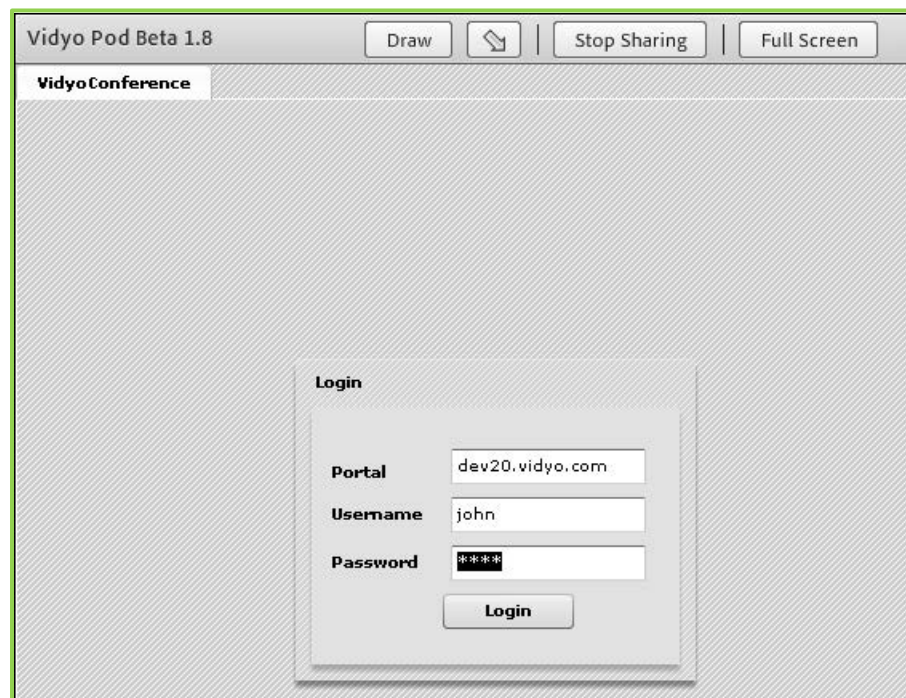 Vidyo Pod Beta 1.8 Draw Stop Sharing Full Screen
VidyoConference
Login
Portal dev20.vidyo.com
Username john
Password ****
Login